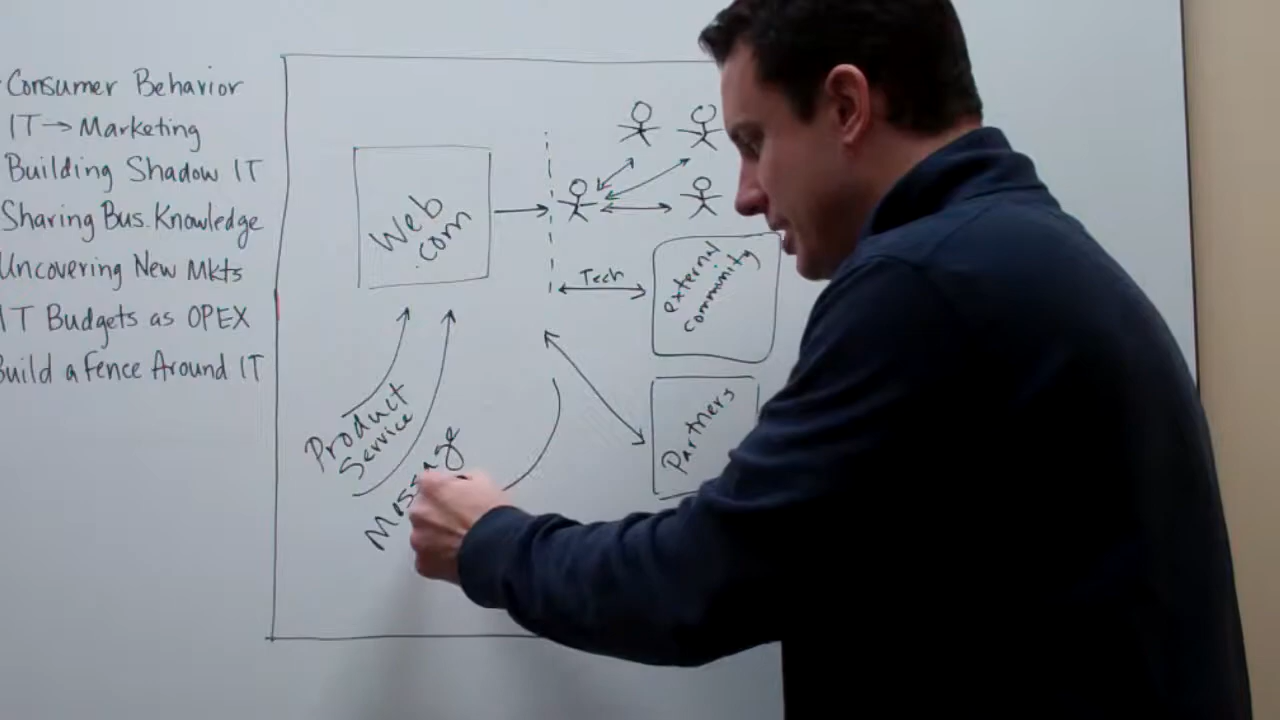 Consumer Behavior
IT → Marketing
Building Shadow IT
Sharing Bus. Knowledge
Uncovering New Mkts
IT Budgets as OPEX
Build a Fence Around IT
Web
.com
Tech
external
community
Partners
Product
Service